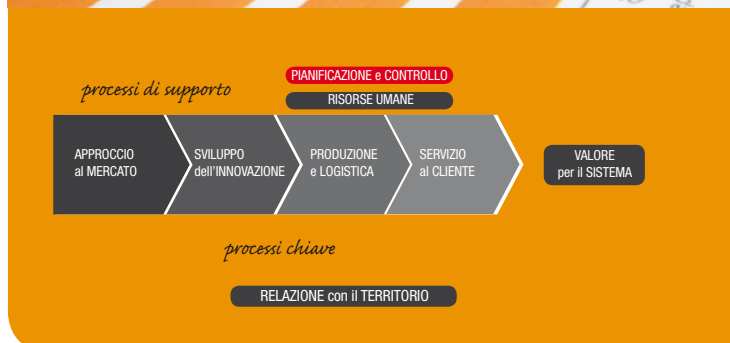 PIANIFICAZIONE e CONTROLLO
processi di supporto
RISORSE UMANE
APPROCCIO
al MERCATO
SVILUPPO
dell'INNOVAZIONE
PRODUZIONE
e LOGISTICA
SERVIZIO
al CLIENTE
VALORE
per il SISTEMA
processi chiave
RELAZIONE con il TERRITORIO